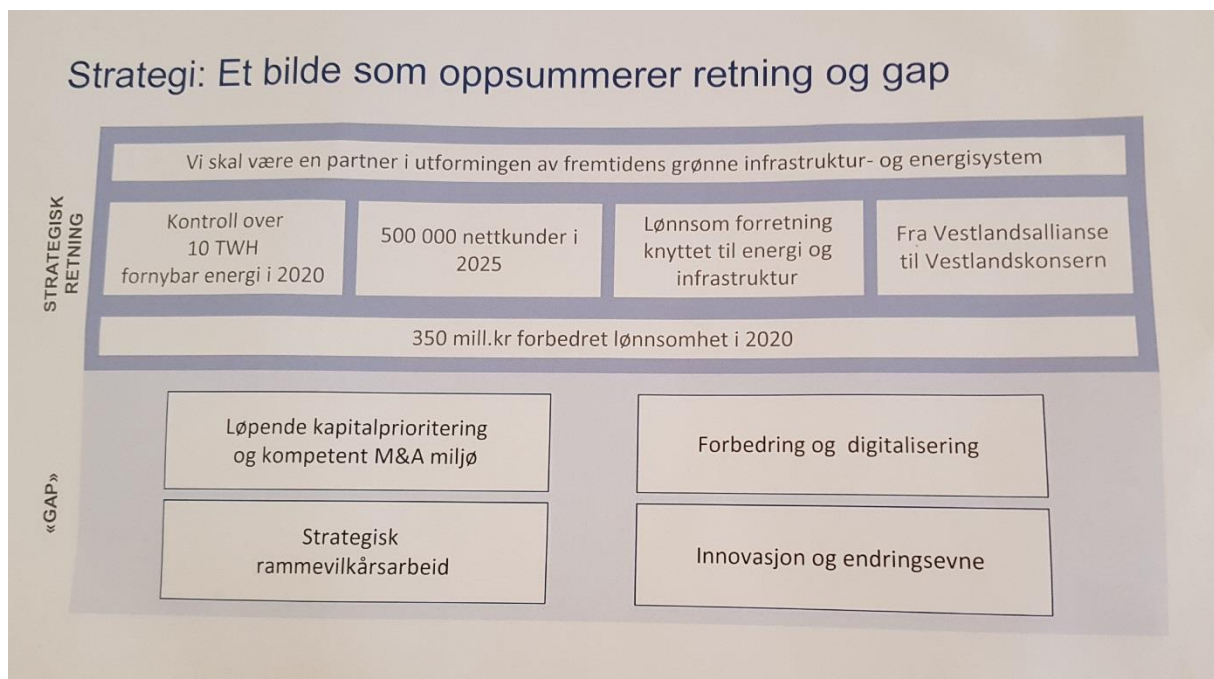 Strategi: Et bilde som oppsummerer retning og gap
STRATEGISK
RETNING
Vi skal være en partner i utformingen av fremtidens grønne infrastruktur- og energisystem
Kontroll over
10 TWH
fornybar energi i 2020
500 000 nettkunder i
2025
Lønnsom forretning
knyttet til energi og
infrastruktur
Fra Vestlandsallianse
til Vestlandskonsern
350 mill.kr forbedret lønnsomhet i 2020
«GAP»
Løpende kapitalprioritering
og kompetent M&A miljø
Forbedring og digitalisering
Strategisk
rammevilkårsarbeid
Innovasjon og endringsevne